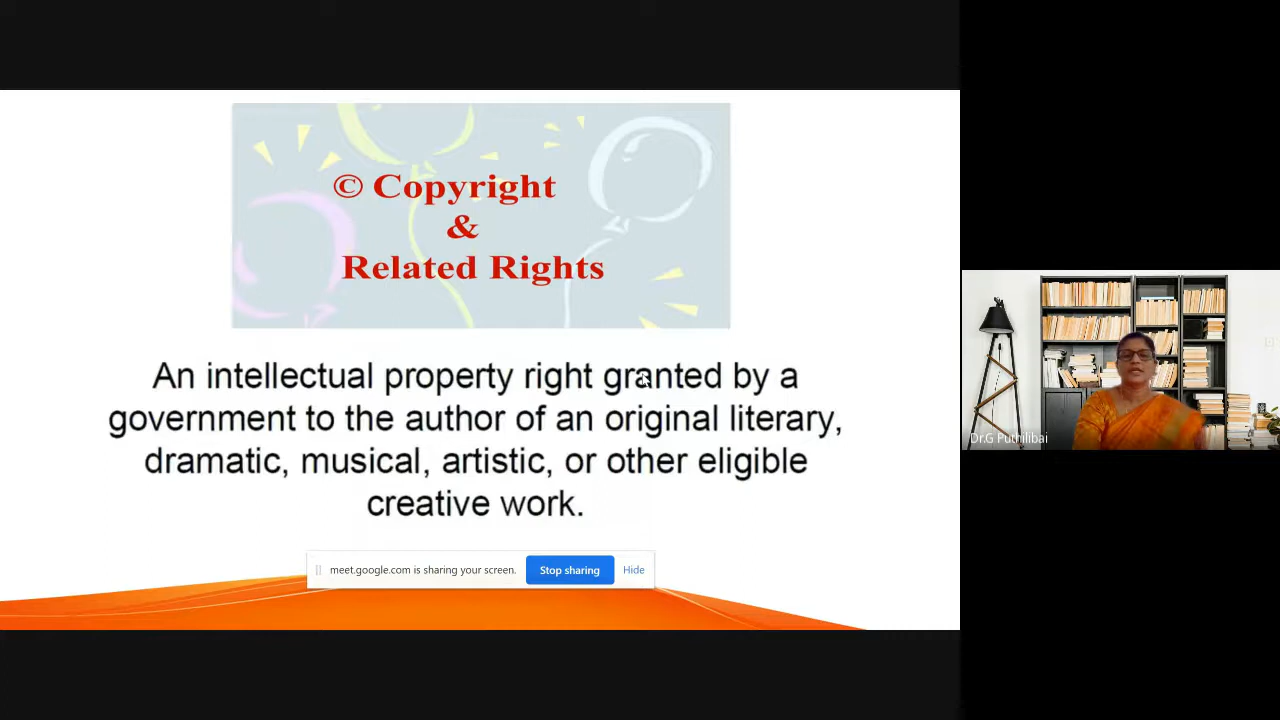 © Copyright
&
Related Rights
An intellectual property right granted by a
government to the author of an original literary,
dramatic, musical, artistic, or other eligible
creative work.
meet.google.com is sharing your screen. Stop sharing Hide
Dr.G Puthilibai